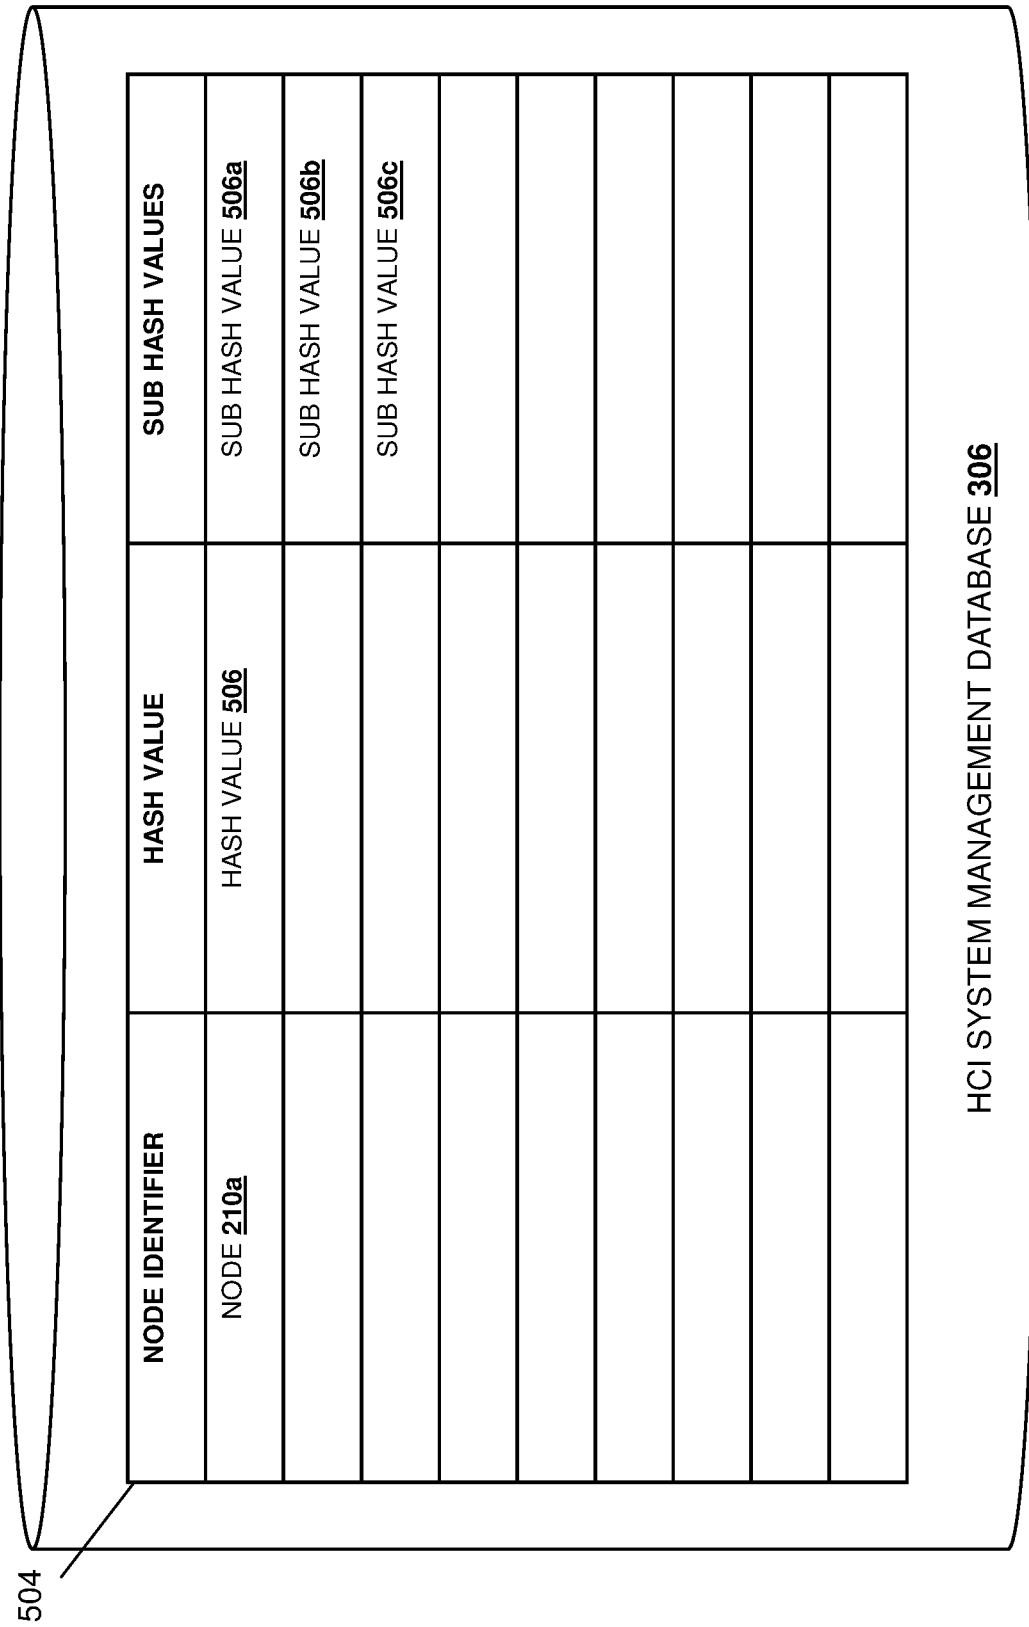 504
NODE IDENTIFIER HASH VALUE SUB HASH VALUES
NODE 210a HASH VALUE 506 SUB HASH VALUE 506a
SUB HASH VALUE 506b
SUB HASH VALUE 506c
HCI SYSTEM MANAGEMENT DATABASE 306